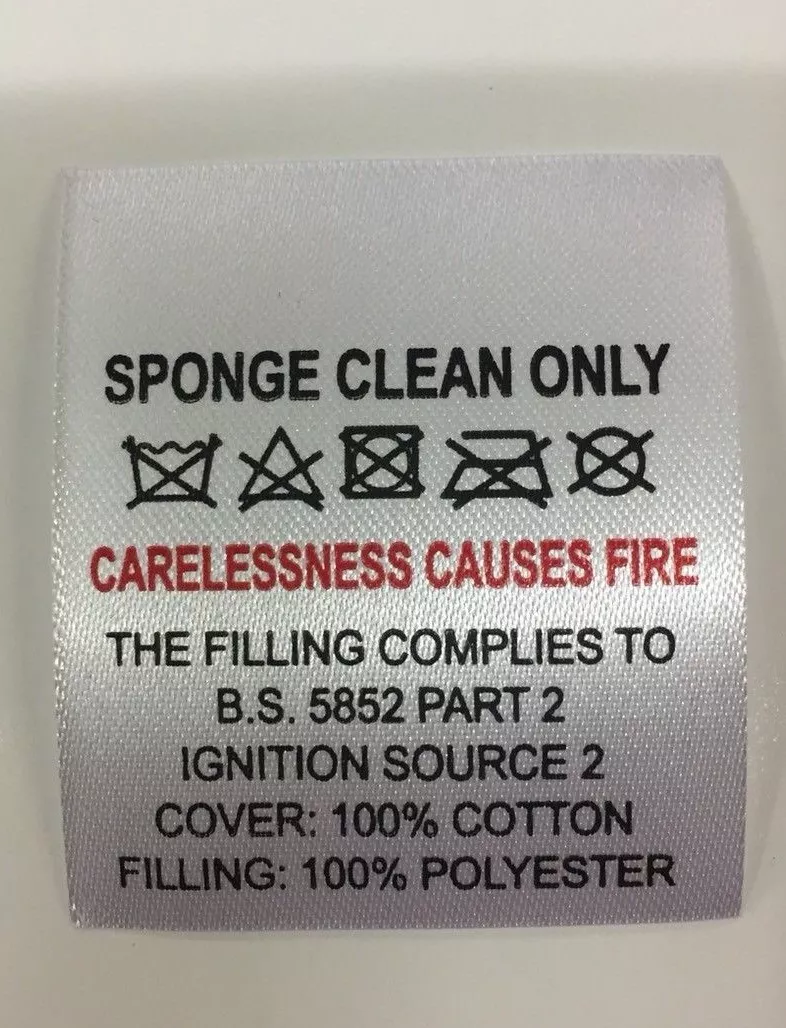 SPONGE CLEAN ONLY
CARELESSNESS CAUSES FIRE
THE FILLING COMPLIES TO
B.S. 5852 PART 2
IGNITION SOURCE 2
COVER: 100% COTTON
FILLING: 100% POLYESTER